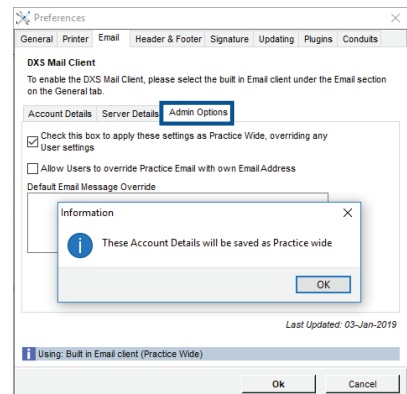 Preferences
General Printer Email Header & Footer Signature Updating Plugins Conduits
DXS Mail Client
To enable the DXS Mail Client, please select the built in Email client under the Email section
on the General tab.
Account Details Server Details Admin Options
Check this box to apply these settings as Practice Wide, overriding any
User settings
Allow Users to override Practice Email with own Email Address
Default Email Message Override
Information
These Account Details will be saved as Practice wide
OK
Last Updated: 03-Jan-2019
Using: Built in Email client (Practice Wide)
Ok Cancel